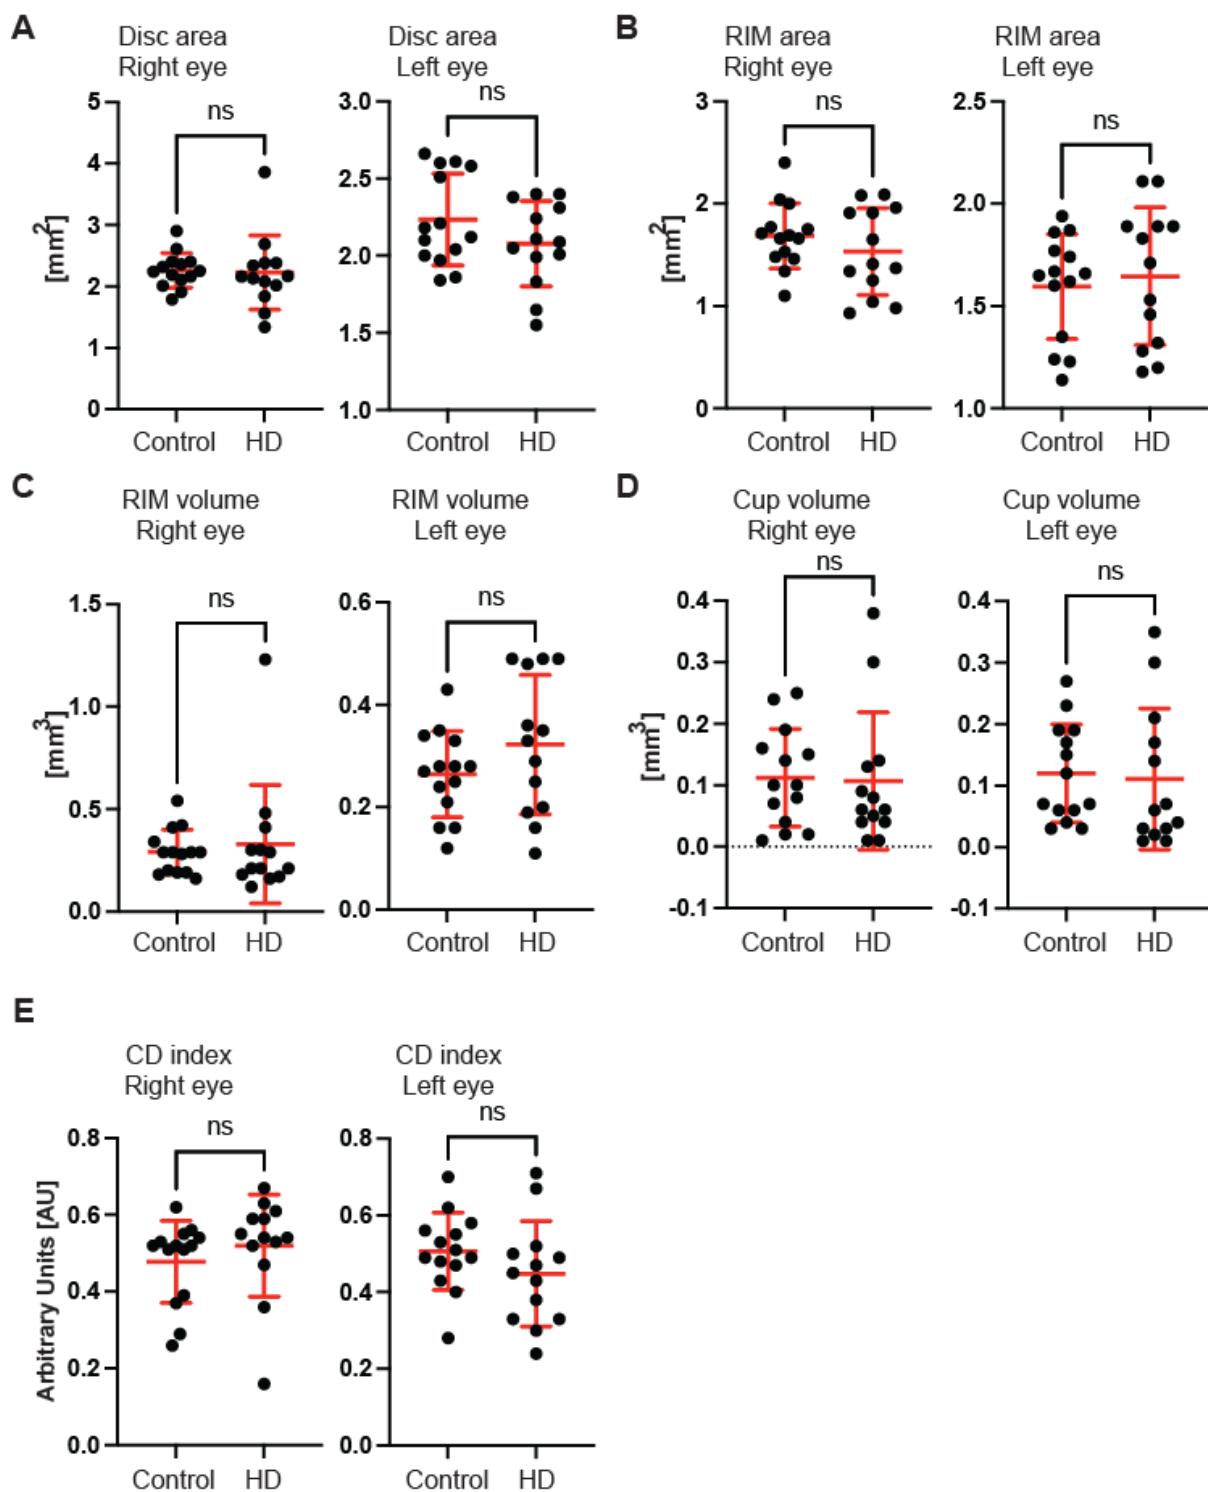 A
Disc area
Right eye
Disc area
Left eye
B
RIM area
Right eye
RIM area
Left eye
ns
ns
ns
ns
[mm²]
5
4
3
2
1
0
Control HD
3.0
2.5
2.0
1.5
1.0
Control HD
[mm²]
3
2
1
0
Control HD
2.5
2.0
1.5
1.0
Control HD
C
RIM volume
Right eye
RIM volume
Left eye
D
Cup volume
Right eye
Cup volume
Left eye
ns
ns
ns
ns
[mm³]
1.5
1.0
0.5
0.0
Control HD
0.6
0.4
0.2
0.0
Control HD
[mm³]
0.4
0.3
0.2
0.1
0.0
-0.1
Control HD
0.4
0.3
0.2
0.1
0.0
-0.1
Control HD
E
CD index
Right eye
CD index
Left eye
ns
ns
Arbitrary Units [AU]
0.8
0.6
0.4
0.2
0.0
Control HD
0.8
0.6
0.4
0.2
0.0
Control HD